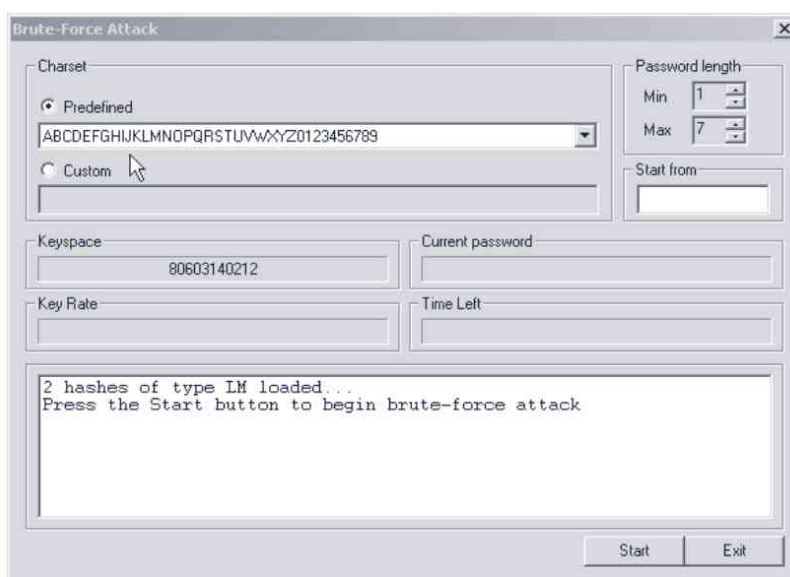 Brute-Force Attack
Charset
Predefined
ABCDEFGHIJKLMNOPQRSTUVWXYZ0123456789
Custom
Password length
Min 1
Max 7
Start from
Keyspace
80603140212
Current password
Key Rate
Time Left
2 hashes of type LM loaded...
Press the Start button to begin brute-force attack
Start Exit